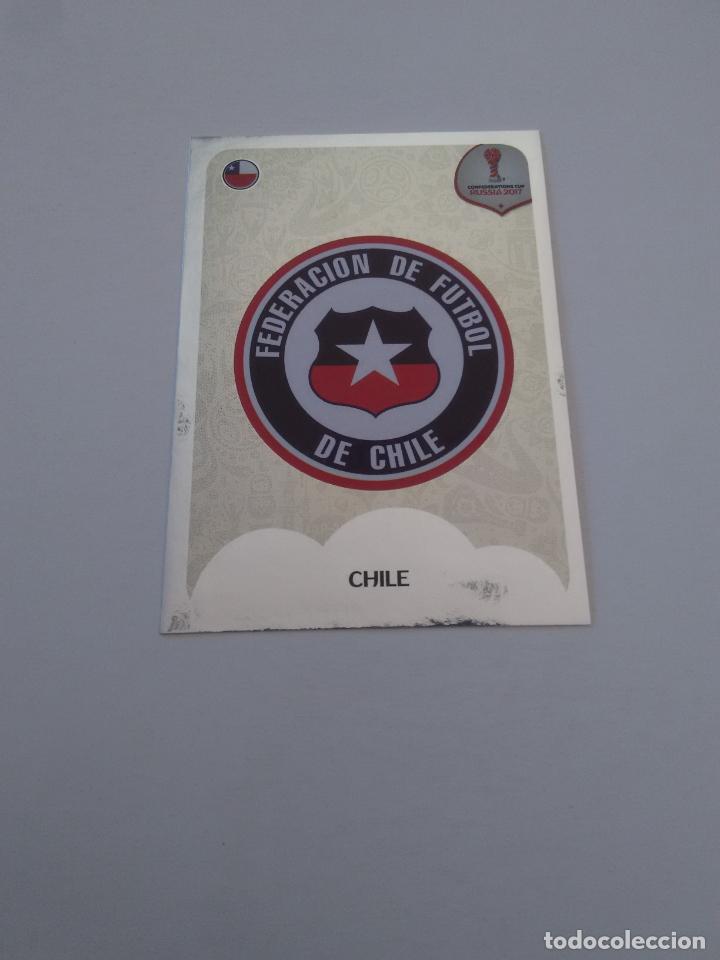 CONFEDERATIONS CUP
RUSSIA 2017
FEDERACION DE FUTBOL
DE CHILE
CHILE
todocoleccion